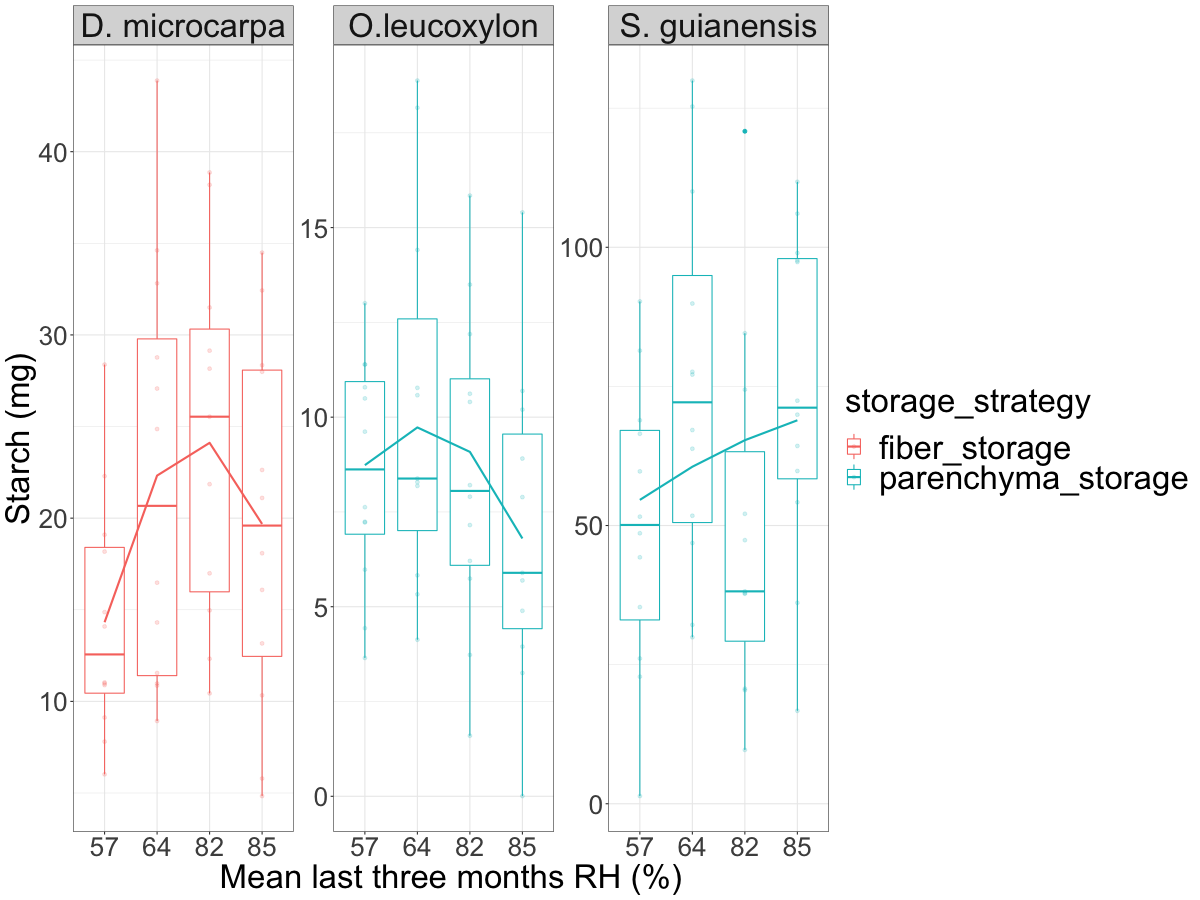 D. microcarpa
O.leucoxylon
S. guianensis
Starch (mg)
40
30
20
10
15
10
5
0
100
50
0
57 64 82 85
57 64 82 85
57 64 82 85
Mean last three months RH (%)
storage_strategy
fiber_storage
parenchyma_storage